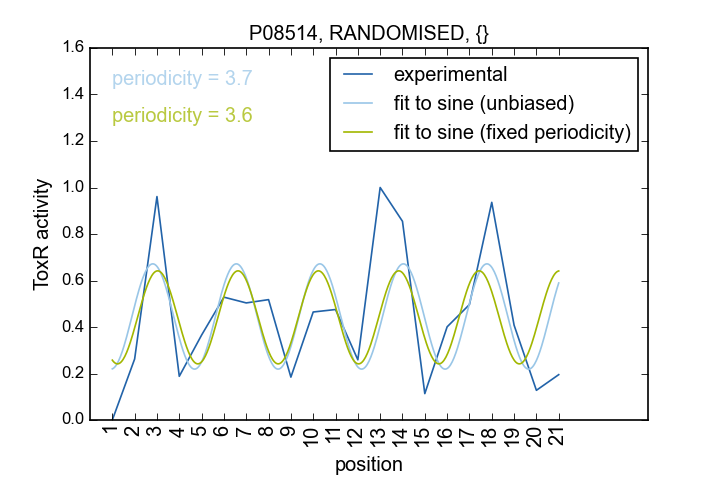 P08514, RANDOMISED, {}
periodicity = 3.7
periodicity = 3.6
experimental
fit to sine (unbiased)
fit to sine (fixed periodicity)
ToxR activity
1.6
1.4
1.2
1.0
0.8
0.6
0.4
0.2
0.0
1 2 3 4 5 6 7 8 9 10 11 12 13 14 15 16 17 18 19 20 21
position